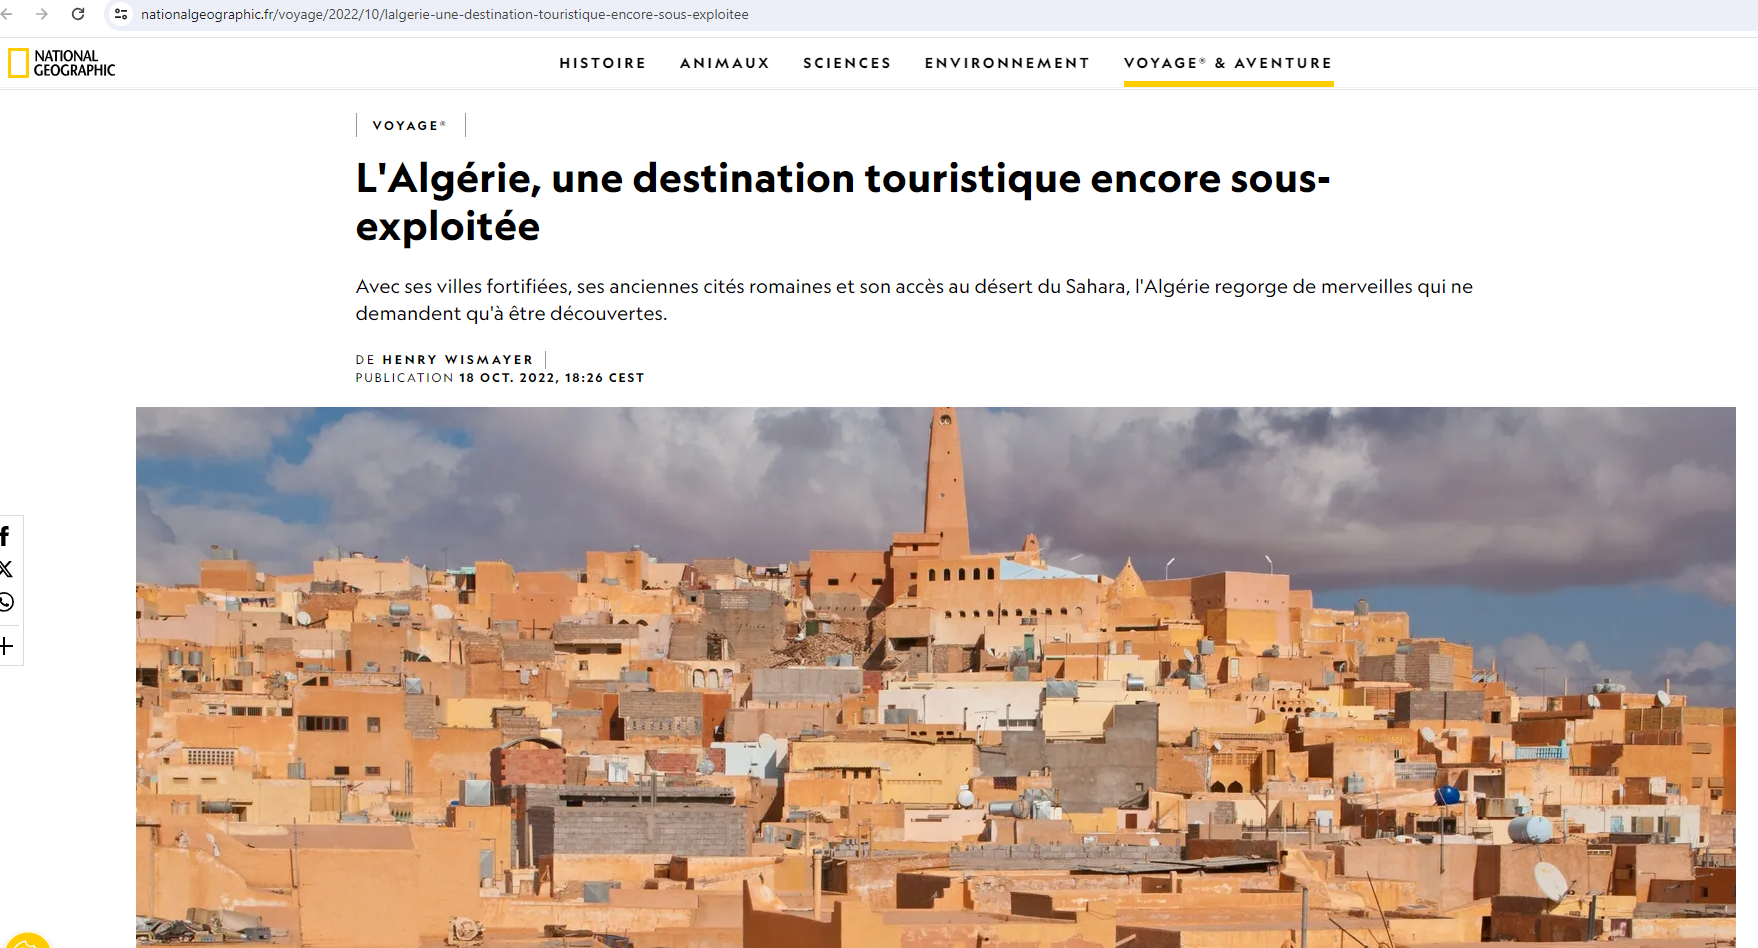 nationalgeographic.fr/voyage/2022/10/lalgerie-une-destination-touristique-encore-sous-exploitee
NATIONAL
GEOGRAPHIC
HISTOIRE
ANIMAUX
SCIENCES
ENVIRONNEMENT
VOYAGE® & AVENTURE
VOYAGE®
L'Algérie, une destination touristique encore sous-
exploitée
Avec ses villes fortifiées, ses anciennes cités romaines et son accès au désert du Sahara, l'Algérie regorge de merveilles qui ne
demandent qu'à être découvertes.
DE HENRY WISMAYER
PUBLICATION 18 OCT. 2022, 18:26 CEST